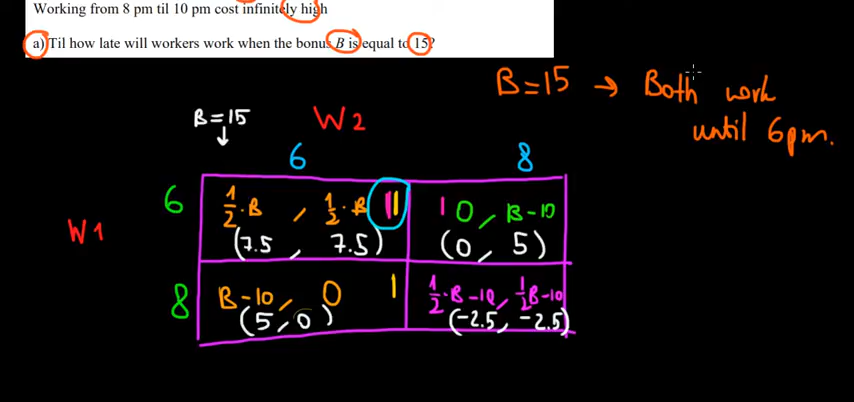 Working from 8 pm til 10 pm cost infinitely high
a) Til how late will workers work when the bonus B is equal to 15?
B=15 → Both work
until 6pm.
B=15
↓
W2
6 8
6 1/2·B , 1/2·B 0 , B-10
(7.5 , 7.5) (0 , 5)
W1
8 B-10, 0 1/2·B-10, 1/2B-10
(5, 0) (-2.5, -2.5)